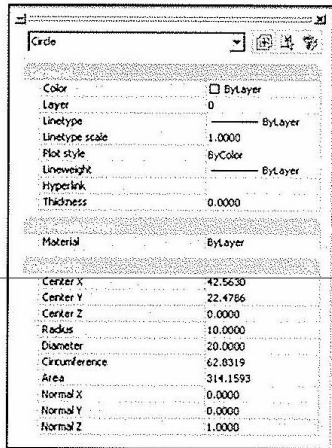 Circle
Color ByLayer
Layer 0
Linetype ByLayer
Linetype scale 1.0000
Plot style ByColor
Lineweight ByLayer
Hyperlink
Thickness 0.0000
Material ByLayer
Center X 42.5630
Center Y 22.4786
Center Z 0.0000
Radius 10.0000
Diameter 20.0000
Circumference 62.8319
Area 314.1593
Normal X 0.0000
Normal Y 0.0000
Normal Z 1.0000